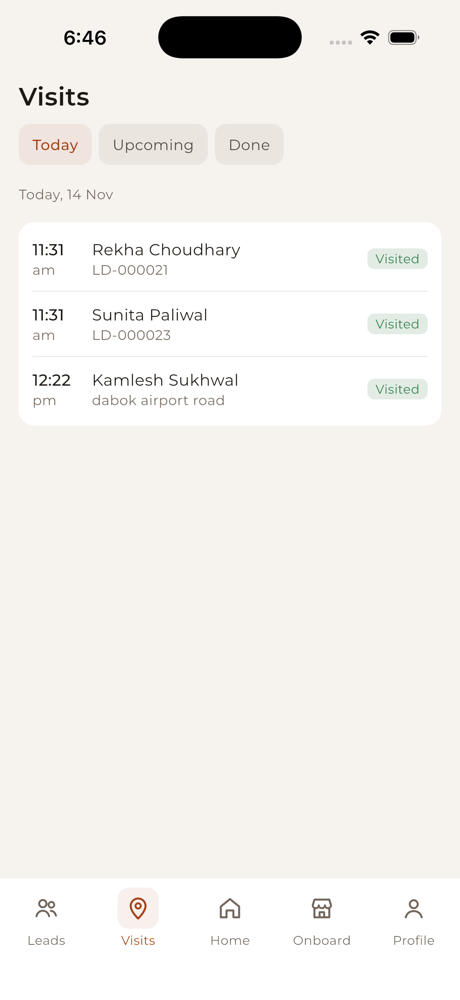 6:46
Visits
Today Upcoming Done
Today, 14 Nov
11:31 Rekha Choudhary
am LD-000021 Visited
11:31 Sunita Paliwal
am LD-000023 Visited
12:22 Kamlesh Sukhwal
pm dabok airport road Visited
Leads Visits Home Onboard Profile